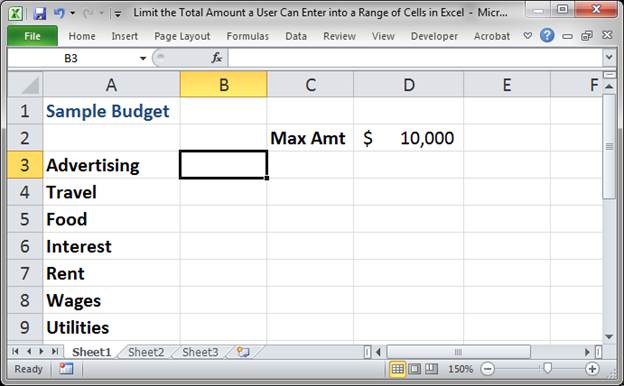 Limit the Total Amount a User Can Enter into a Range of Cells in Excel - Micr...
File Home Insert Page Layout Formulas Data Review View Developer Acrobat
B3 fx
A B C D E F
1 Sample Budget
2 Max Amt $ 10,000
3 Advertising
4 Travel
5 Food
6 Interest
7 Rent
8 Wages
9 Utilities
Sheet1 Sheet2 Sheet3
Ready 150%